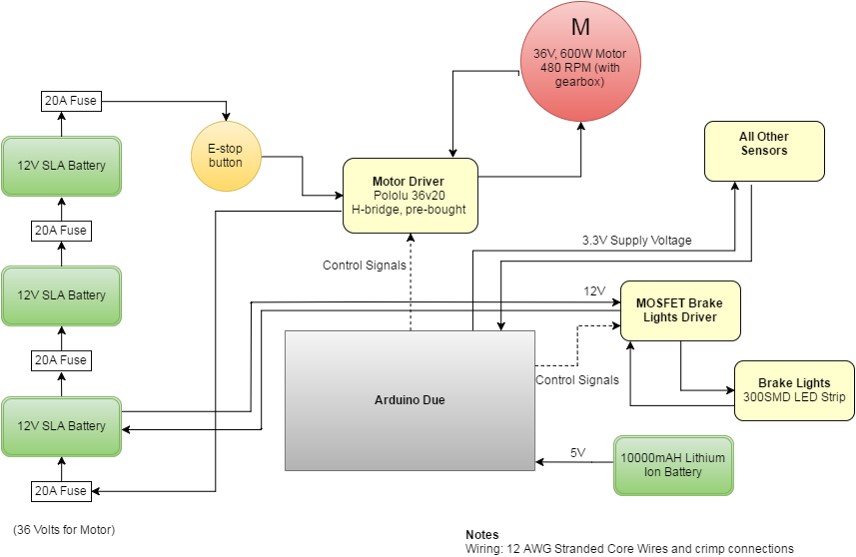 M
36V, 600W Motor
480 RPM (with
gearbox)
20A Fuse
E-stop
button
12V SLA Battery
Motor Driver
Pololu 36v20
H-bridge, pre-bought
All Other
Sensors
20A Fuse
3.3V Supply Voltage
Control Signals
12V SLA Battery
12V
MOSFET Brake
Lights Driver
20A Fuse
Control Signals
Brake Lights
300SMD LED Strip
Arduino Due
12V SLA Battery
5V
10000mAH Lithium
Ion Battery
20A Fuse
(36 Volts for Motor)
Notes
Wiring: 12 AWG Stranded Core Wires and crimp connections